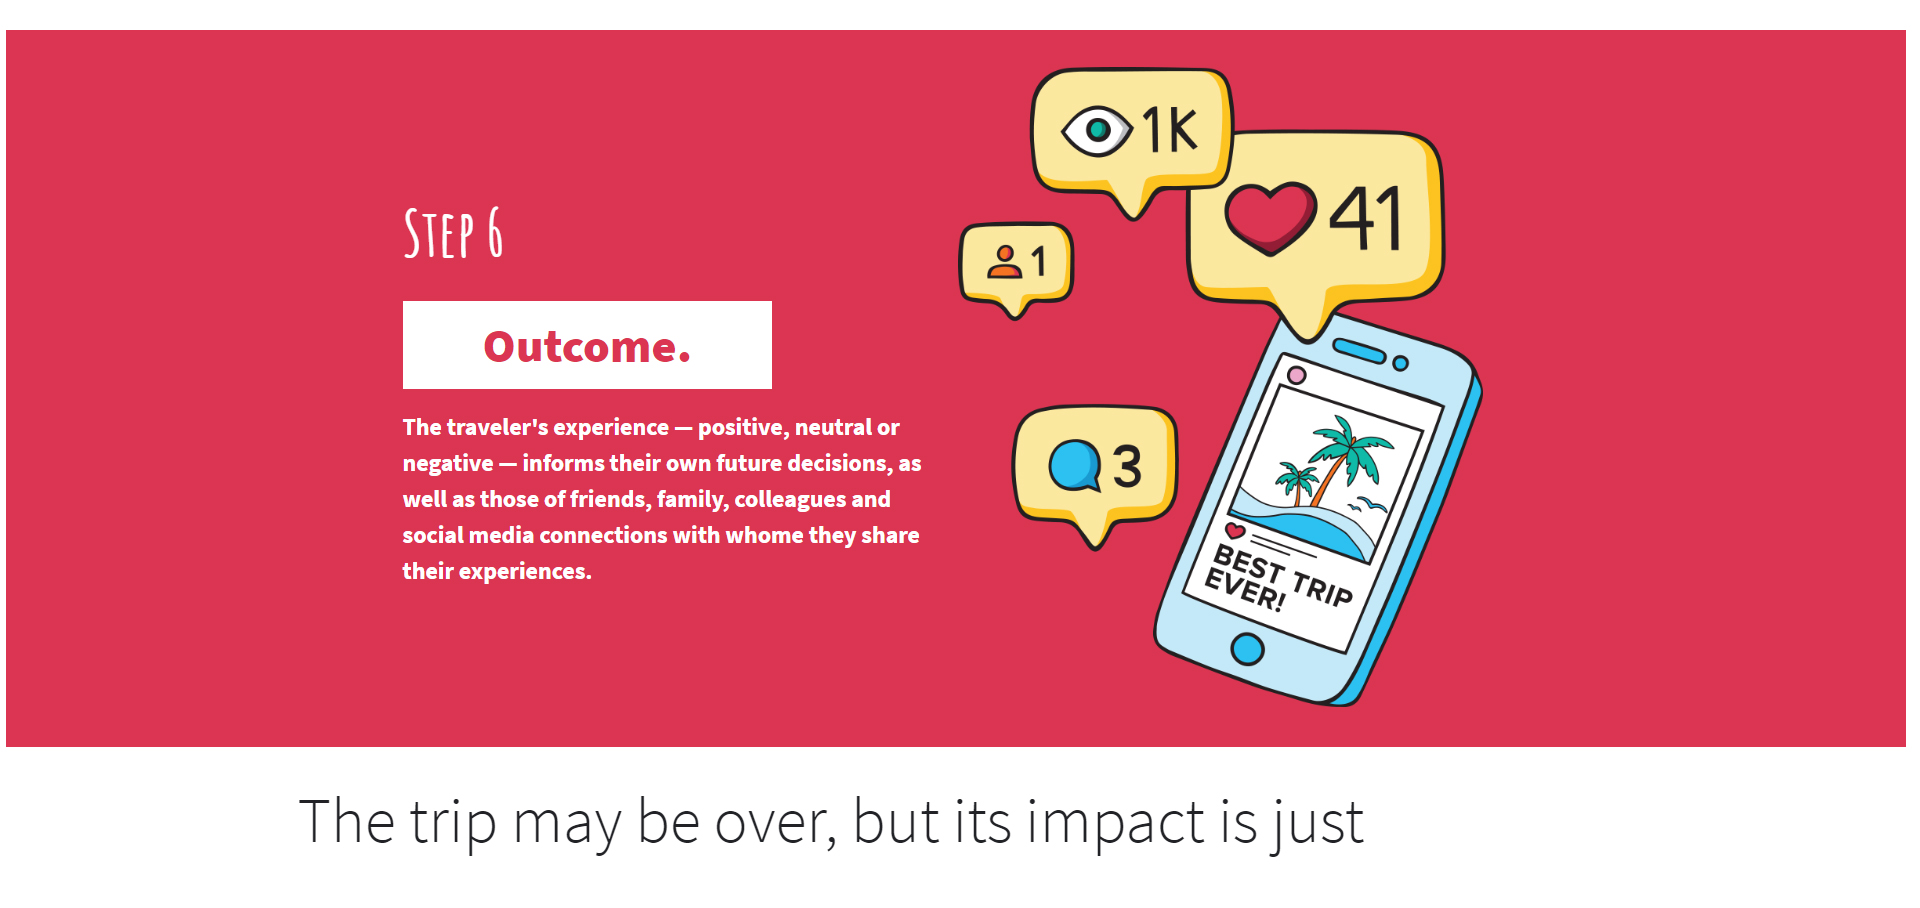 Step 6
Outcome.
The traveler's experience — positive, neutral or
negative — informs their own future decisions, as
well as those of friends, family, colleagues and
social media connections with whome they share
their experiences.
1K
41
1
3
BEST TRIP
EVER!
The trip may be over, but its impact is just